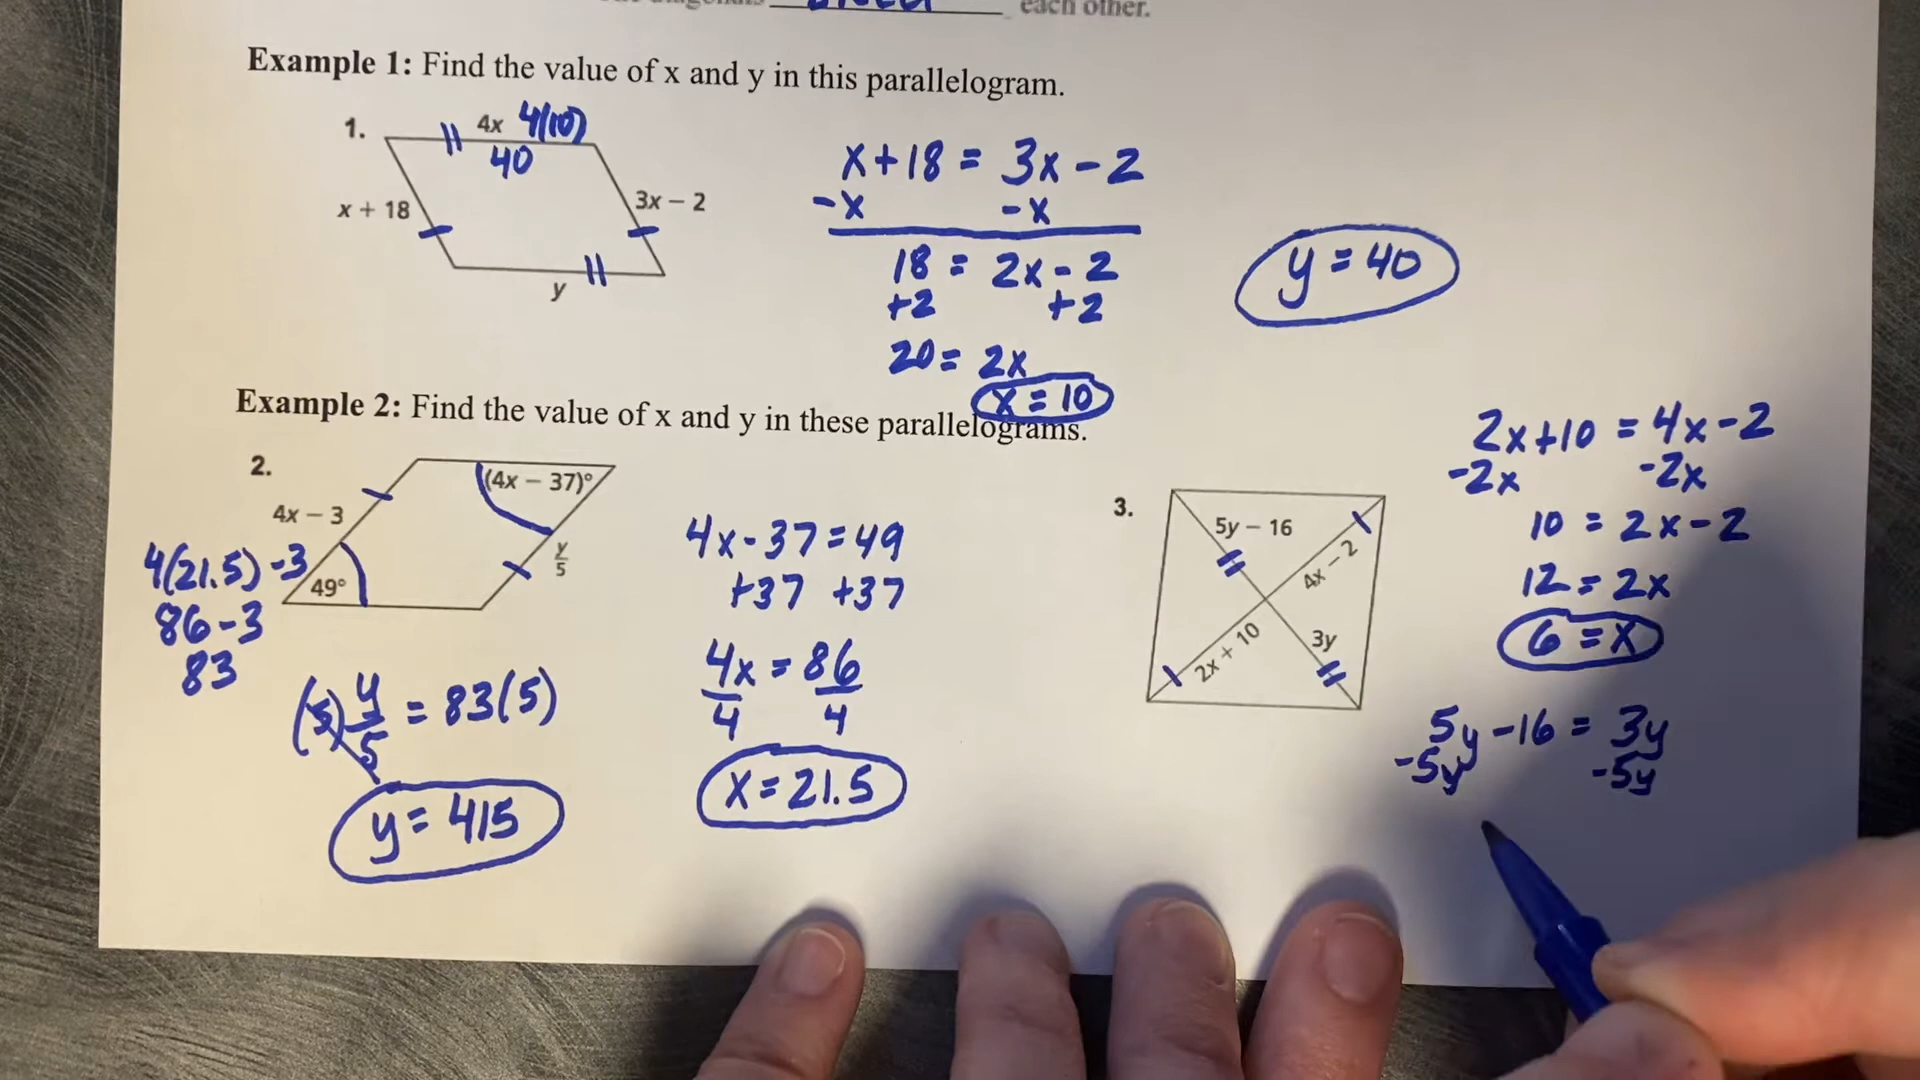 each other.
Example 1: Find the value of x and y in this parallelogram.
1.
4x 4(10)
40
x + 18
3x − 2
y
x+18 = 3x-2
-x -x
18 = 2x-2
+2 +2
20 = 2x
x = 10
y = 40
Example 2: Find the value of x and y in these parallelograms.
2.
(4x − 37)°
4x − 3
4(21.5)-3
86-3
83
49°
y/5
(5) y/5 = 83(5)
y = 415
4x-37=49
+37 +37
4x = 86
4 4
x = 21.5
3.
5y − 16
4x − 2
2x + 10
3y
2x+10 = 4x-2
-2x -2x
10 = 2x-2
12 = 2x
6 = x
5y-16 = 3y
-5y -5y